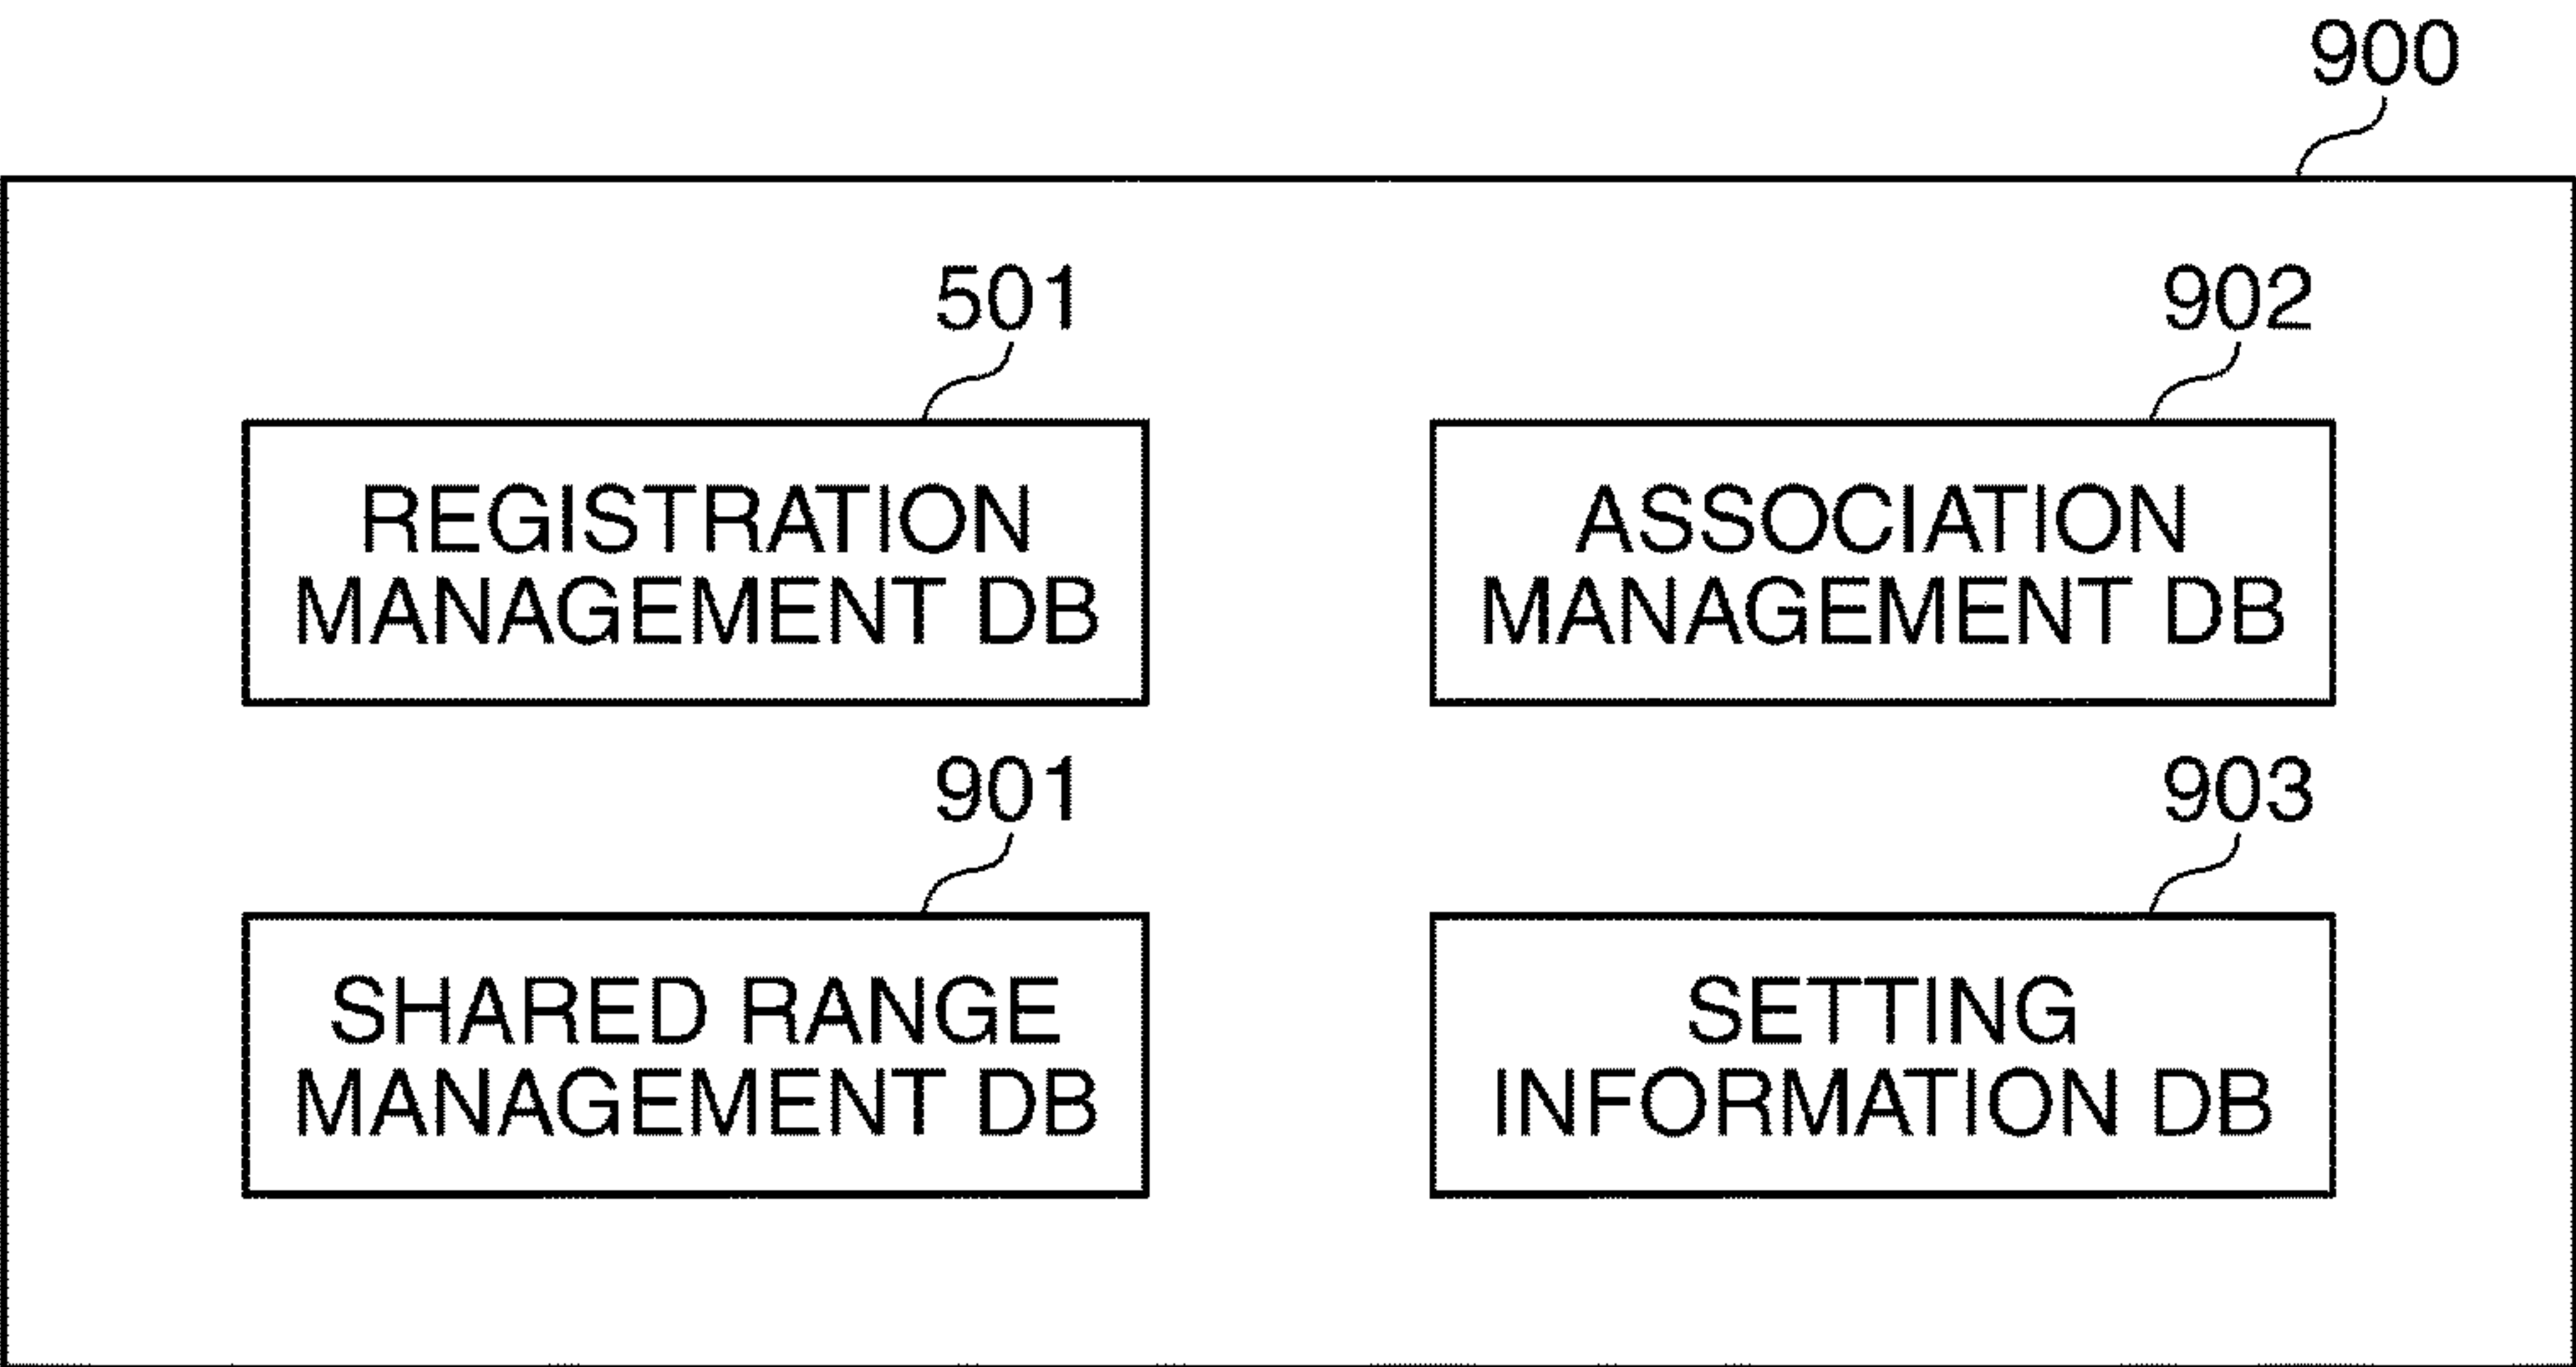 900
501
REGISTRATION
MANAGEMENT DB
902
ASSOCIATION
MANAGEMENT DB
901
SHARED RANGE
MANAGEMENT DB
903
SETTING
INFORMATION DB